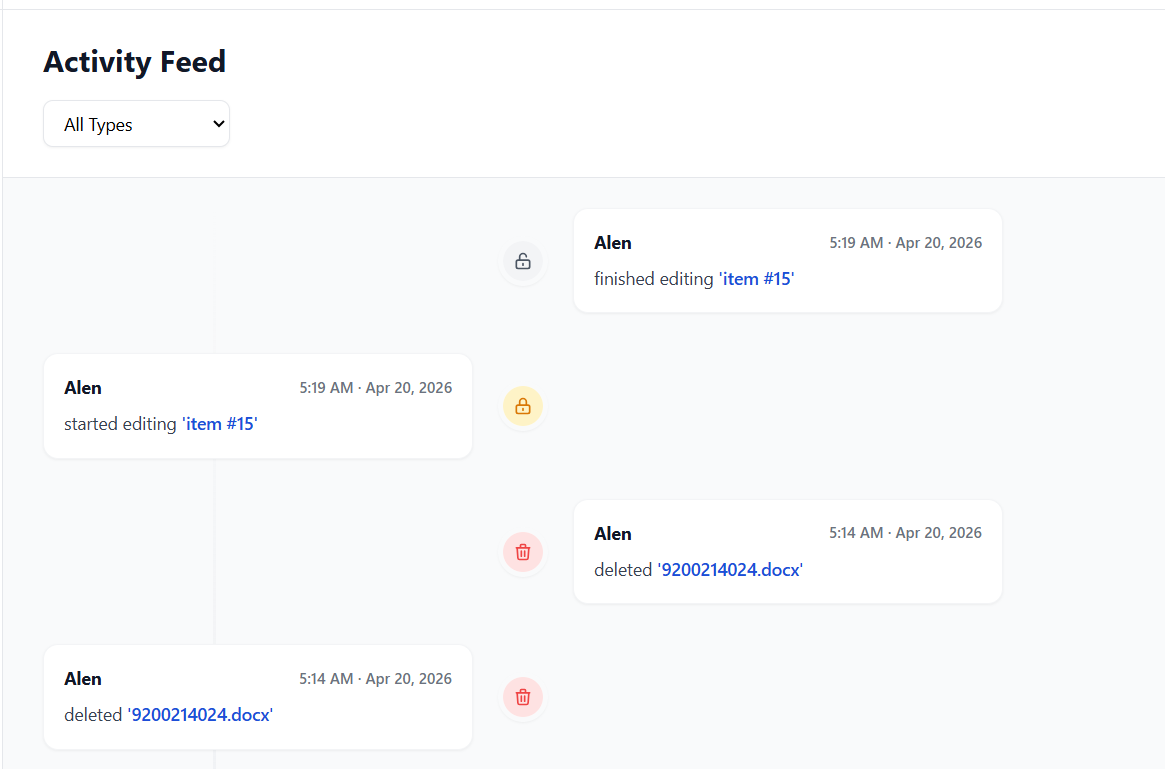 Activity Feed
All Types
Alen 5:19 AM · Apr 20, 2026
finished editing 'item #15'
Alen 5:19 AM · Apr 20, 2026
started editing 'item #15'
Alen 5:14 AM · Apr 20, 2026
deleted '9200214024.docx'
Alen 5:14 AM · Apr 20, 2026
deleted '9200214024.docx'